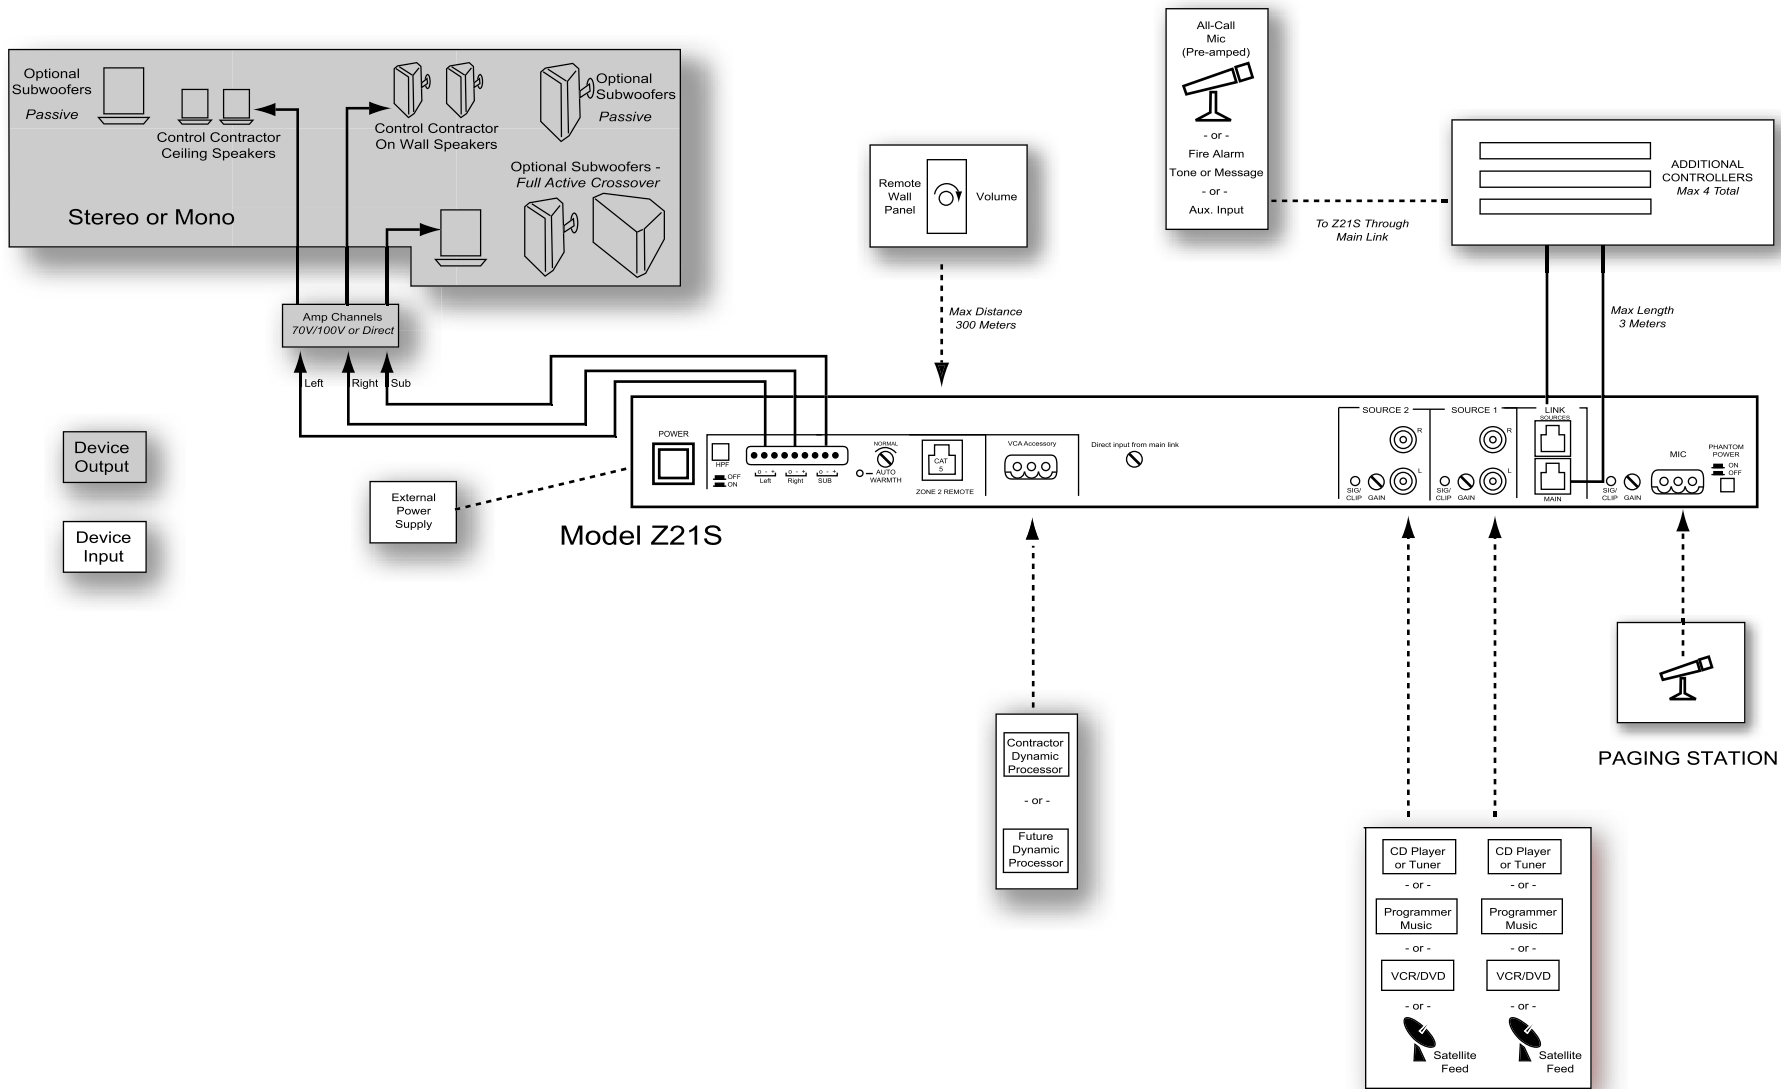 All-Call
Mic
(Pre-amped)
- or -
Fire Alarm
Tone or Message
- or -
Aux. Input
Optional
Subwoofers
Passive
Control Contractor
Ceiling Speakers
Control Contractor
On Wall Speakers
Optional
Subwoofers
Passive
Optional Subwoofers -
Full Active Crossover
Stereo or Mono
Amp Channels
70V/100V or Direct
Left
Right
Sub
Remote
Wall
Panel
Volume
Max Distance
300 Meters
To Z21S Through
Main Link
ADDITIONAL
CONTROLLERS
Max 4 Total
Max Length
3 Meters
Device
Output
Device
Input
External
Power
Supply
POWER
HPF
OFF
ON
o - +
o - +
o - +
Left
Right
SUB
NORMAL
AUTO
WARMTH
CAT
5
ZONE 2 REMOTE
VCA Accessory
Direct input from main link
SOURCE 2
R
L
SIG/
CLIP
GAIN
SOURCE 1
R
L
SIG/
CLIP
GAIN
LINK
SOURCES
MAIN
SIG/
CLIP
GAIN
MIC
PHANTOM
POWER
ON
OFF
Model Z21S
Contractor
Dynamic
Processor
- or -
Future
Dynamic
Processor
PAGING STATION
CD Player
or Tuner
- or -
Programmer
Music
- or -
VCR/DVD
- or -
Satellite
Feed
CD Player
or Tuner
- or -
Programmer
Music
- or -
VCR/DVD
- or -
Satellite
Feed